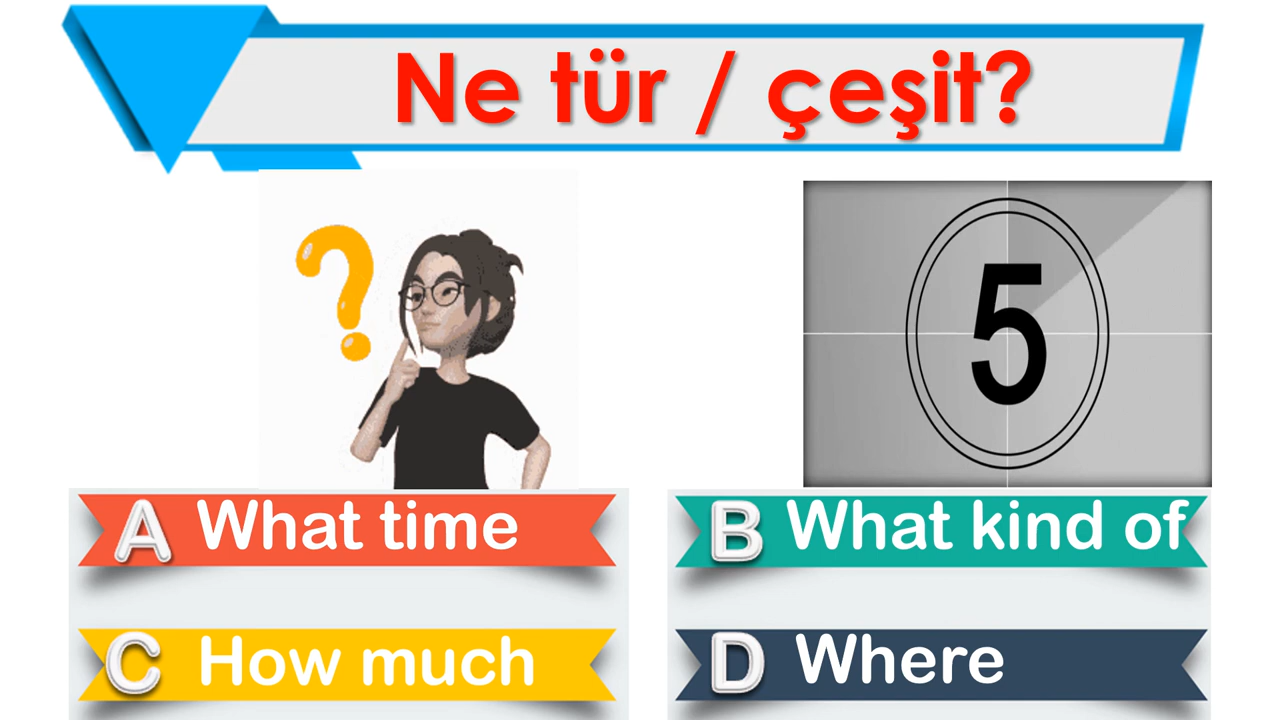 Ne tür / çeşit?
?
5
A What time
B What kind of
C How much
D Where